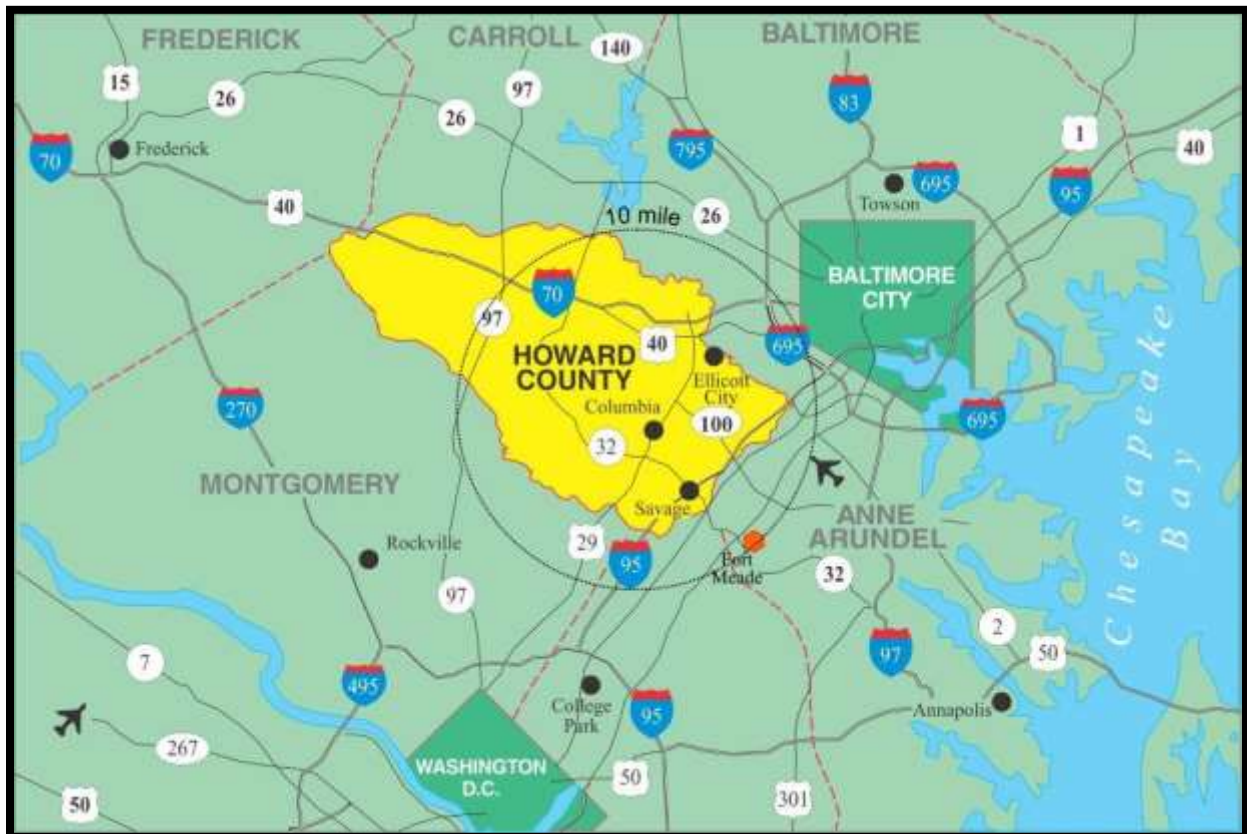 FREDERICK
CARROLL
BALTIMORE
140
15
97
83
26
26
1
70
Frederick
795
40
695
95
Towson
40
10 mile
26
BALTIMORE
CITY
70
97
40
695
HOWARD
COUNTY
Ellicott
City
Columbia
270
100
695
32
Chesapeake
Bay
MONTGOMERY
Savage
ANNE
ARUNDEL
29
Rockville
95
Fort
Meade
32
97
2
7
97
50
495
College
Park
95
Annapolis
267
WASHINGTON
D.C.
50
50
301